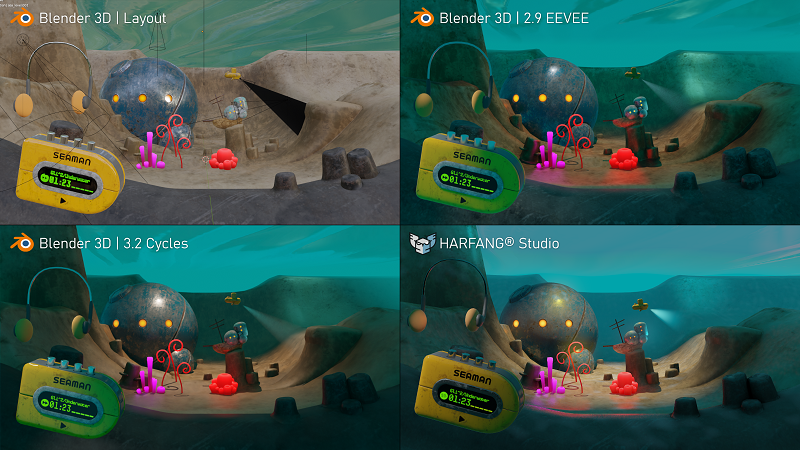 Blender 3D | Layout
SEAMAN
01:23
Blender 3D | 2.9 EEVEE
SEAMAN
01:23
Blender 3D | 3.2 Cycles
SEAMAN
01:23
HARFANG® Studio
SEAMAN
01:23